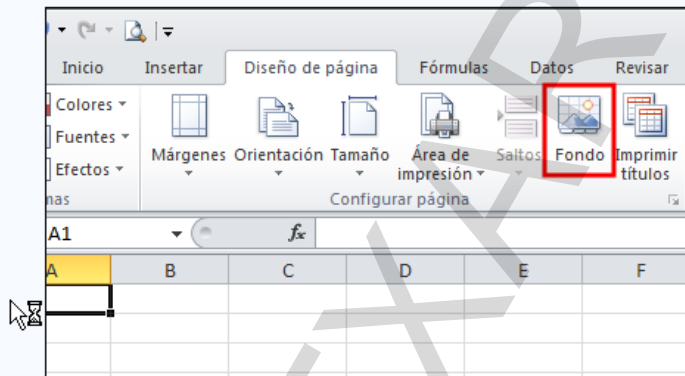 Inicio Insertar Diseño de página Fórmulas Datos Revisar
Colores
Fuentes
Efectos
Márgenes Orientación Tamaño Área de impresión Saltos Fondo Imprimir títulos
Configurar página
A1 fx
A B C D E F